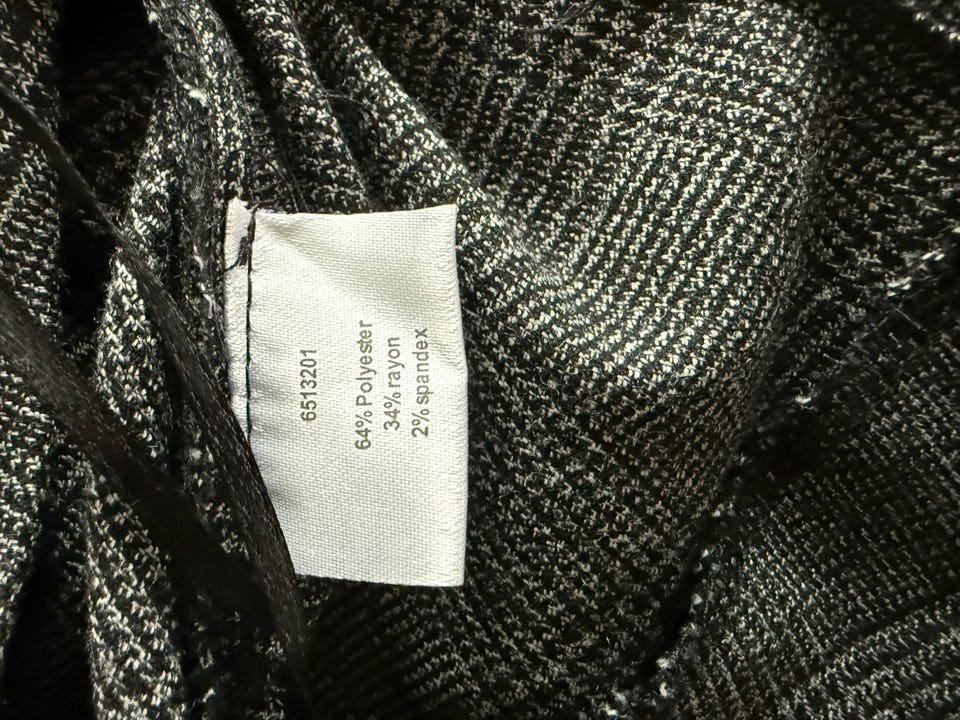 6513201
64% Polyester
34% rayon
2% spandex